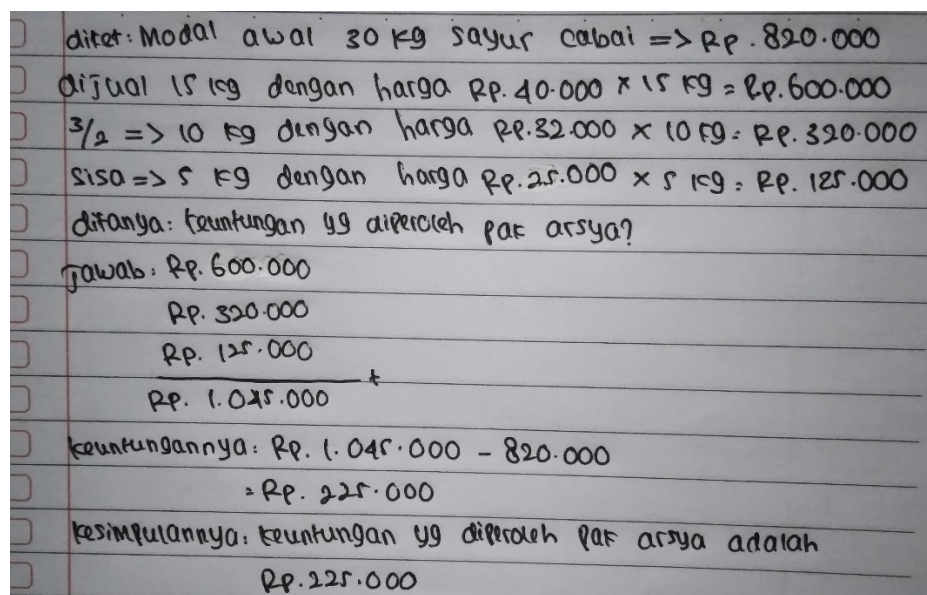 diket: Modal awal 30 kg sayur cabai => Rp. 820.000
dijual 15 kg dengan harga Rp. 40.000 x 15 kg = Rp. 600.000
3/2 => 10 kg dengan harga Rp. 32.000 x 10 kg = Rp. 320.000
sisa => 5 kg dengan harga Rp. 25.000 x 5 kg = Rp. 125.000
ditanya: keuntungan yg diperoleh pak arsya?
Jawab: Rp. 600.000
Rp. 320.000
Rp. 125.000
+
Rp. 1.045.000
keuntungannya: Rp. 1.045.000 - 820.000
= Rp. 225.000
kesimpulannya: keuntungan yg diperoleh pak arsya adalah
Rp. 225.000